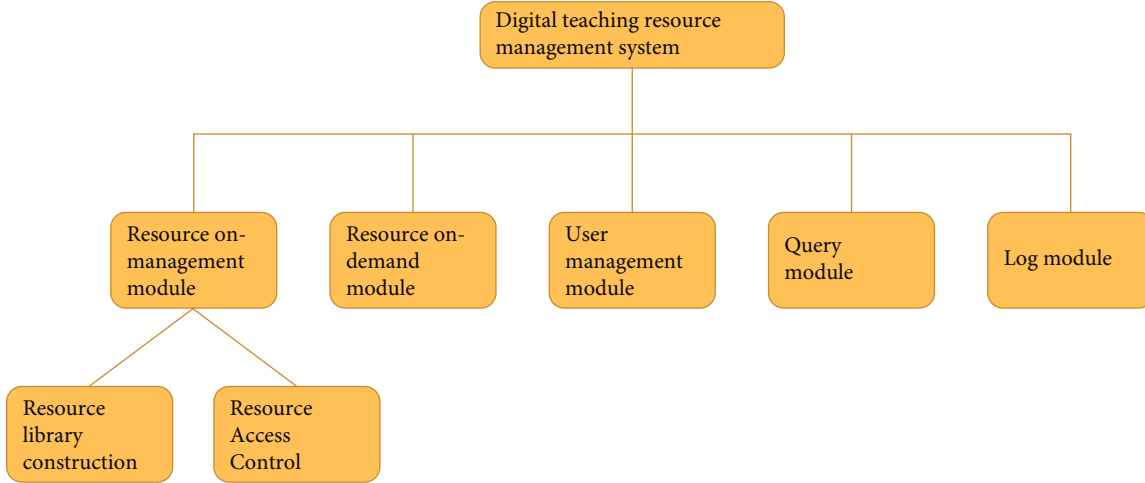 Digital teaching resource
management system
Resource on-
management
module
Resource on-
demand
module
User
management
module
Query
module
Log module
Resource
library
construction
Resource
Access
Control